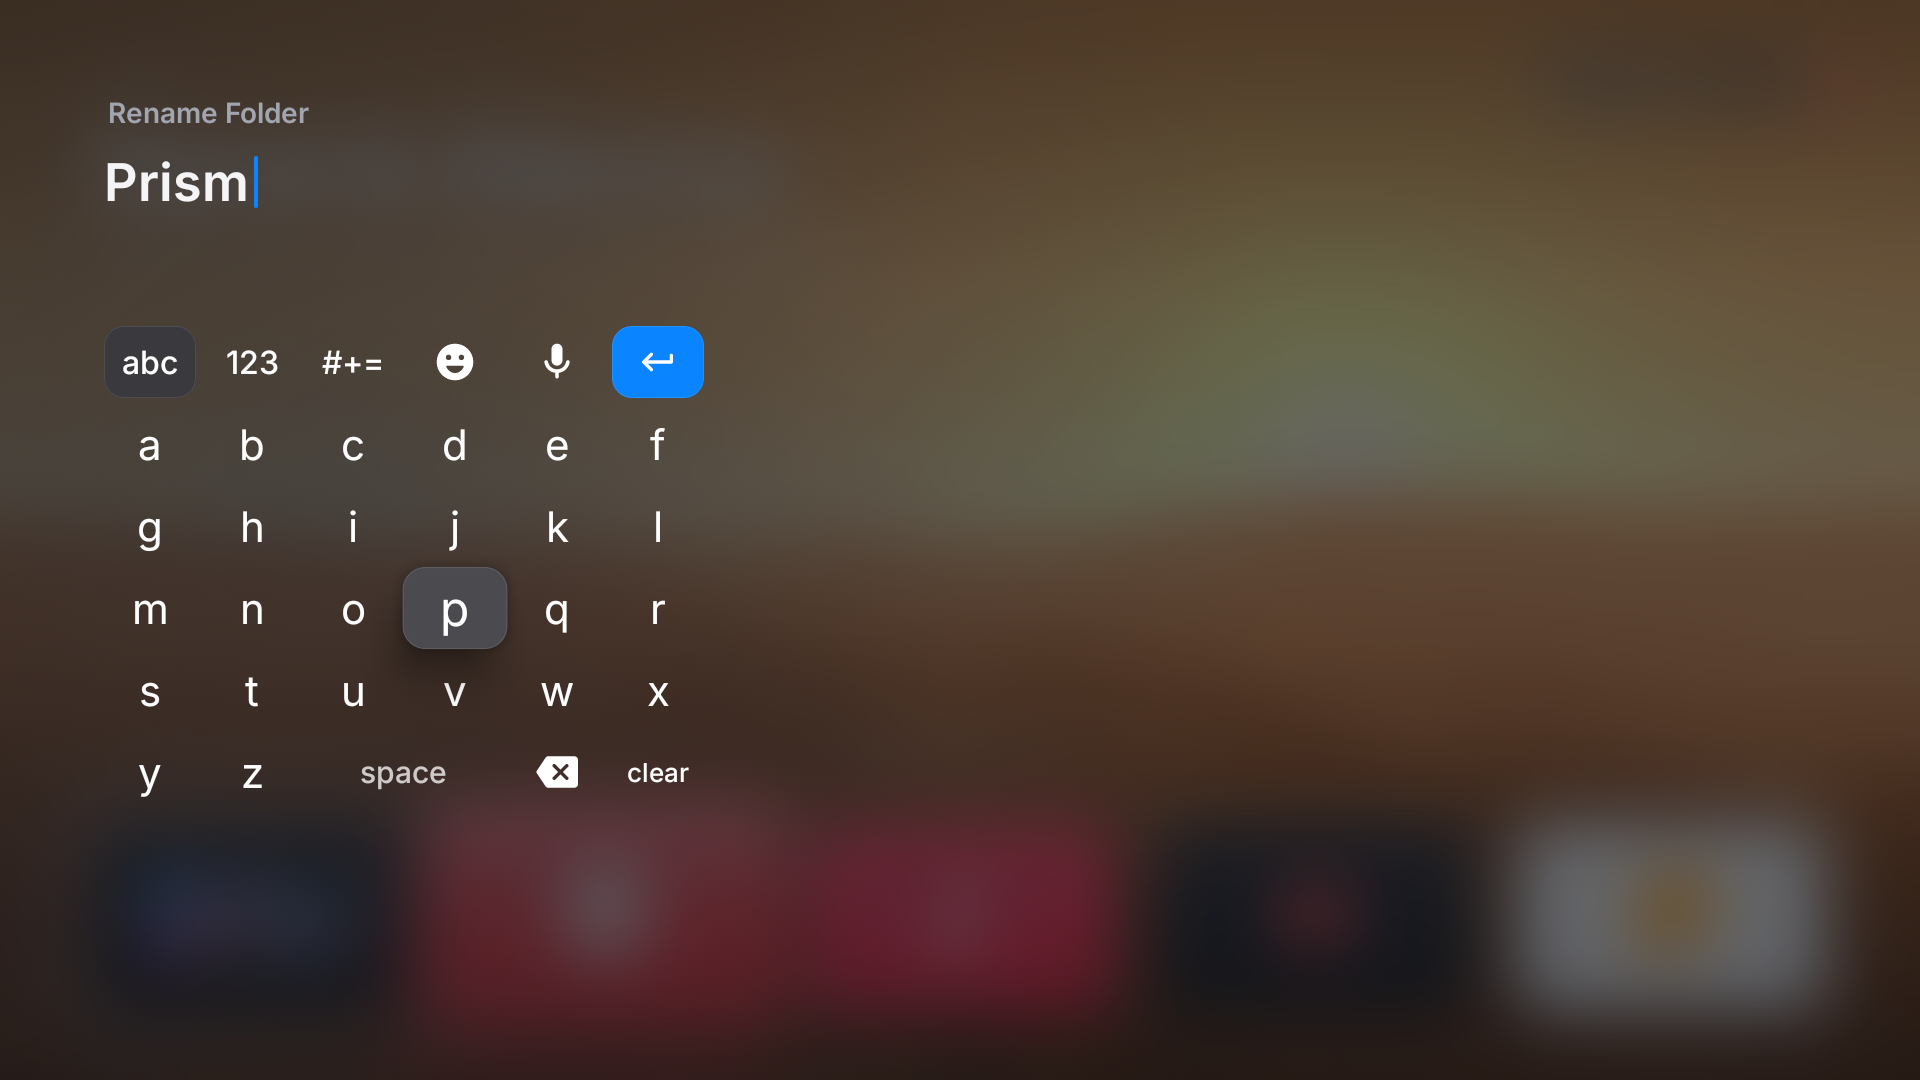 Rename Folder
Prism
abc 123 #+=
a b c d e f
g h i j k l
m n o p q r
s t u v w x
y z space clear